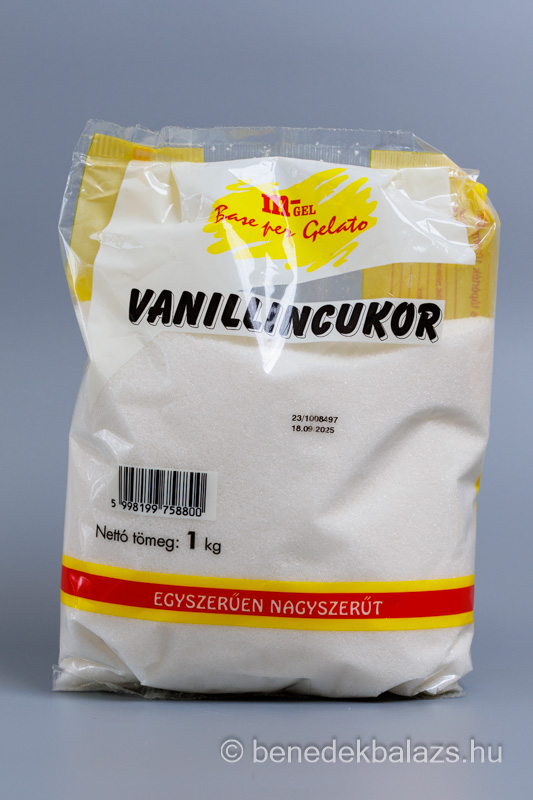 m-
GEL
Base per Gelato
VANILLINCUKOR
23/1008497
18.09.2025
5 998199 758800
Nettó tömeg: 1 kg
EGYSZERŰEN NAGYSZERŰT
© benedekbalazs.hu